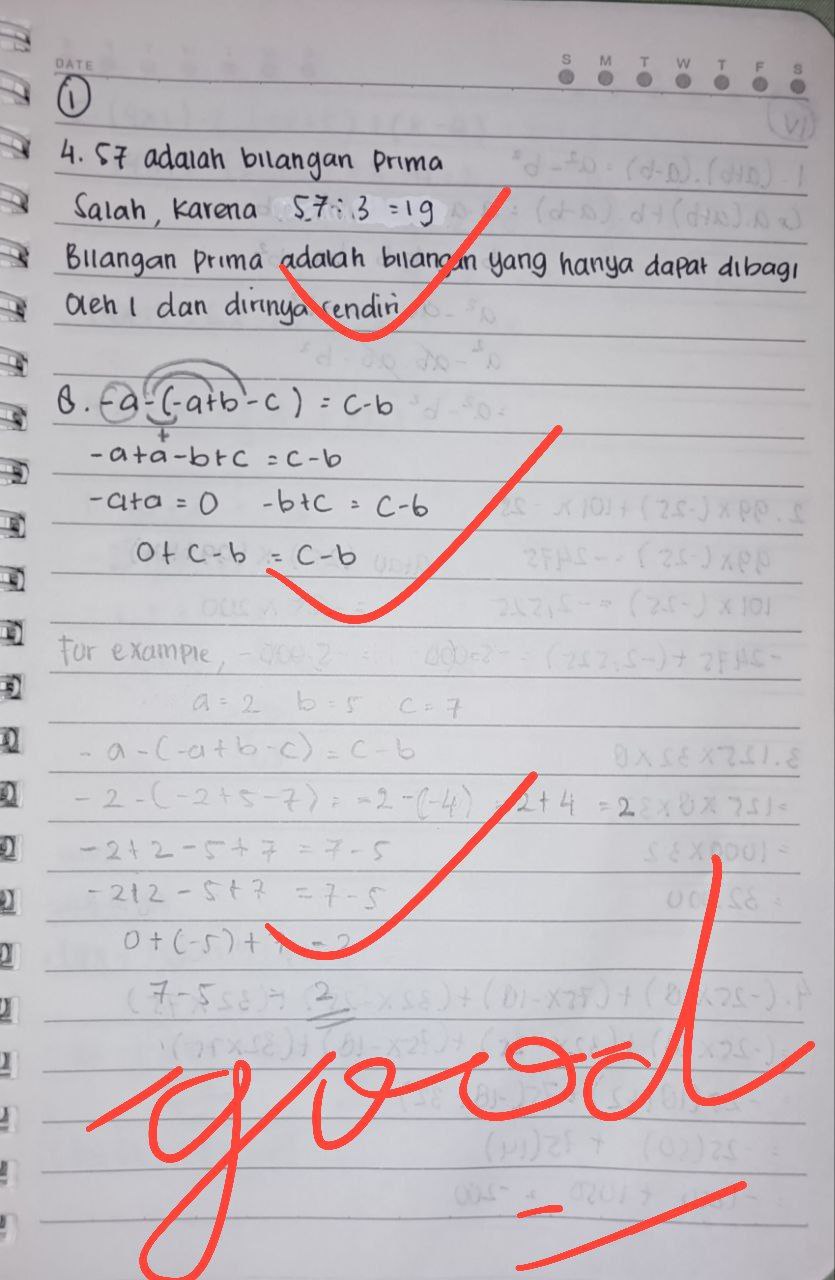 DATE
S M T W T F S
1
4. 57 adalah bilangan prima
Salah, karena 57 : 3 = 19
Bilangan prima adalah bilangan yang hanya dapat dibagi
oleh 1 dan dirinya sendiri
8. -a-(-a+b-c) = c-b
+
-a+a-b+c = c-b
-a+a = 0 -b+c = c-b
0+c-b = c-b
For example,
a = 2 b = 5 c = 7
-a-(-a+b-c) = c-b
-2-(-2+5-7) = -2-(-4) = 2+4 = 2
-2+2-5+7 = 7-5
-2+2-5+7 = 7-5
0+(-5)+ = 2
7-5 = 2
good